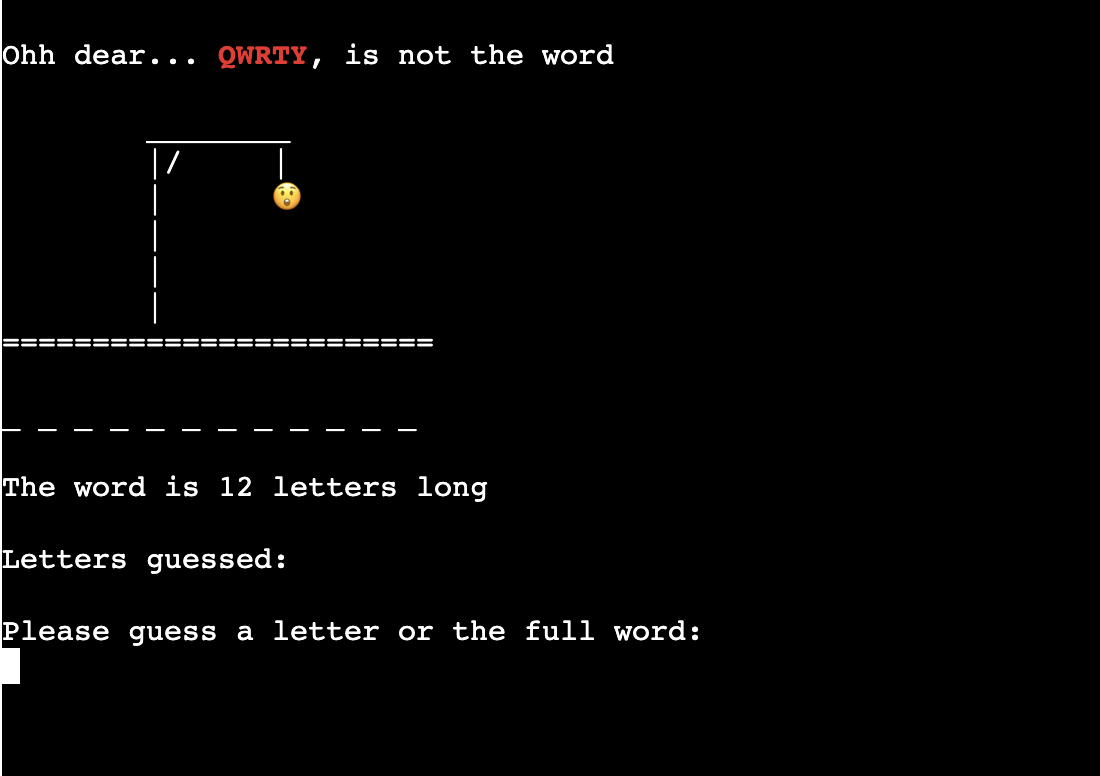 Ohh dear... QWRTY, is not the word
========================
_ _ _ _ _ _ _ _ _ _ _ _
The word is 12 letters long
Letters guessed:
Please guess a letter or the full word: